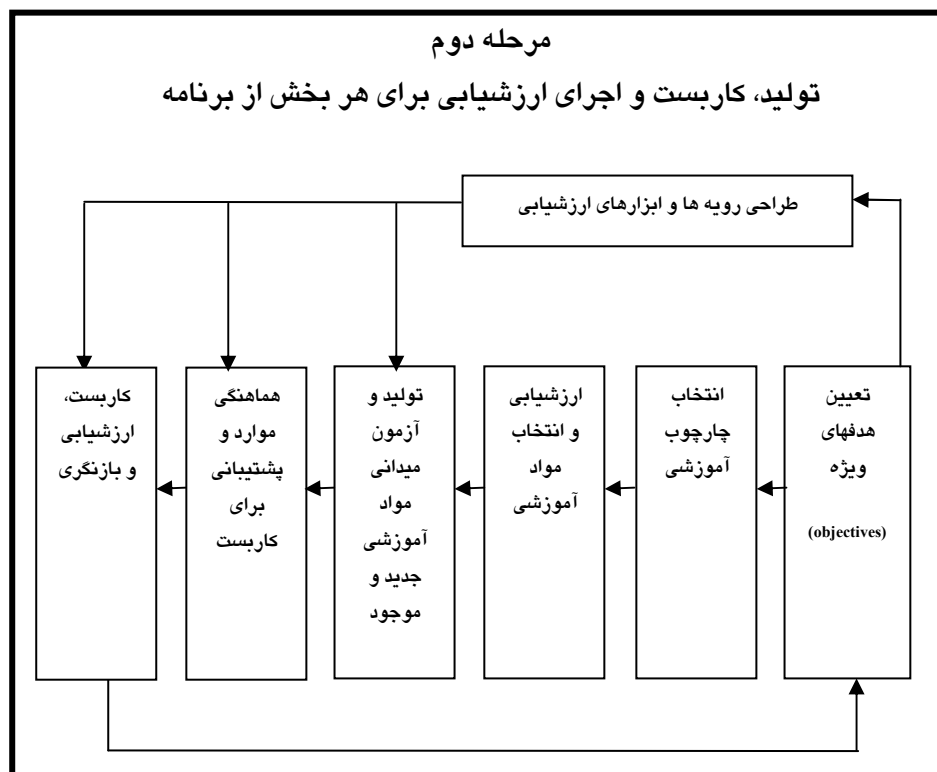 مرحله دوم
تولید، کاربست و اجرای ارزشیابی برای هر بخش از برنامه
طراحی رویه ها و ابزارهای ارزشیابی
تعیین
هدفهای
ویژه
(objectives)
انتخاب
چارچوب
آموزشی
ارزشیابی
و انتخاب
مواد
آموزشی
تولید و
آزمون
میدانی
مواد
آموزشی
جدید و
موجود
هماهنگی
موارد و
پشتیبانی
برای
کاربست
کاربست،
ارزشیابی
و بازنگری